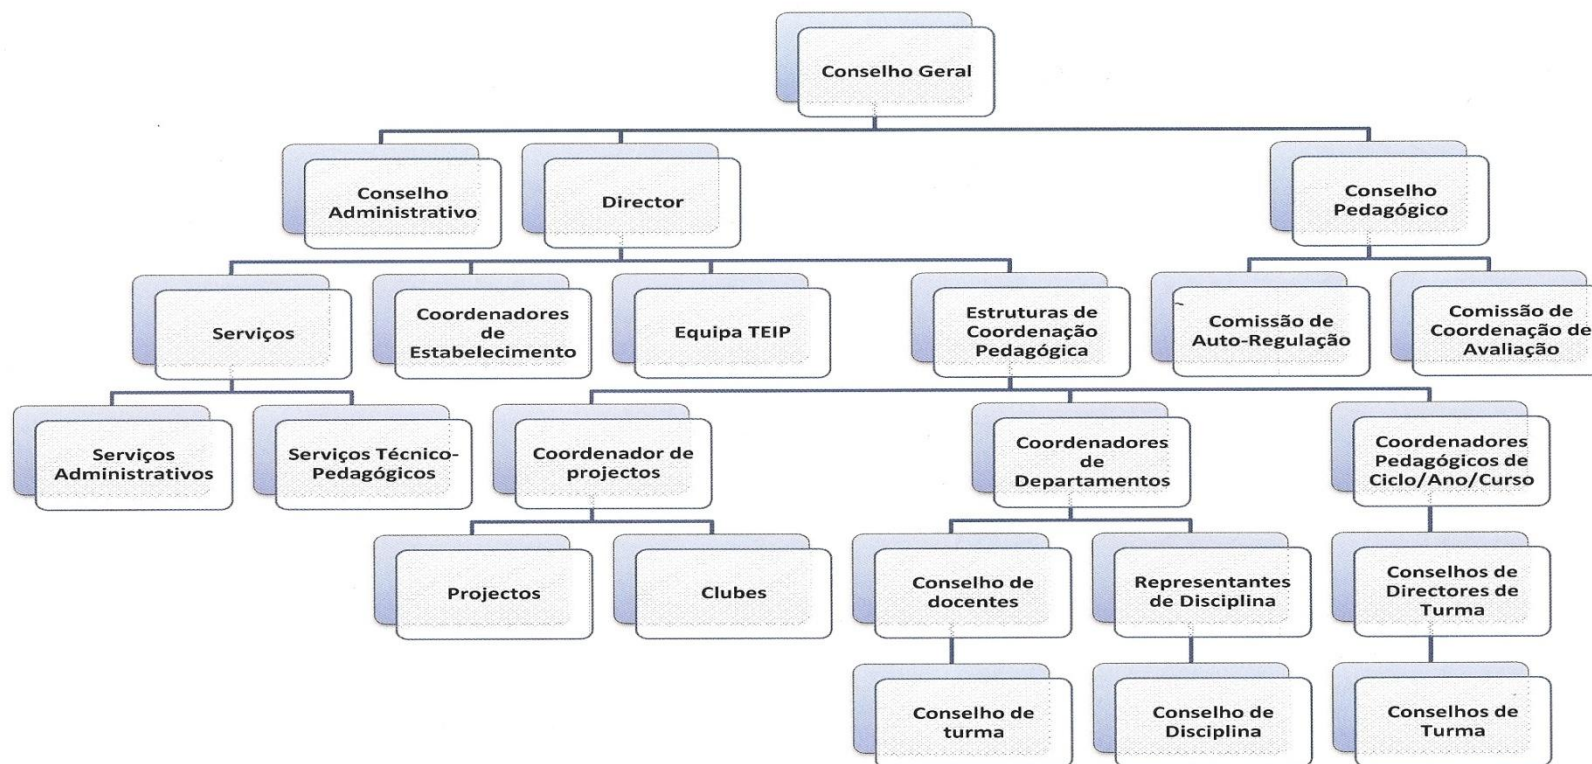 Conselho Geral
Conselho
Administrativo
Director
Conselho
Pedagógico
Serviços
Coordenadores
de
Estabelecimento
Equipa TEIP
Estruturas de
Coordenação
Pedagógica
Comissão de
Auto-Regulação
Comissão de
Coordenação de
Avaliação
Serviços
Administrativos
Serviços Técnico-
Pedagógicos
Coordenador de
projectos
Coordenadores
de
Departamentos
Coordenadores
Pedagógicos de
Ciclo/Ano/Curso
Projectos
Clubes
Conselho de
docentes
Representantes
de Disciplina
Conselhos de
Directores de
Turma
Conselho de
turma
Conselho de
Disciplina
Conselhos de
Turma